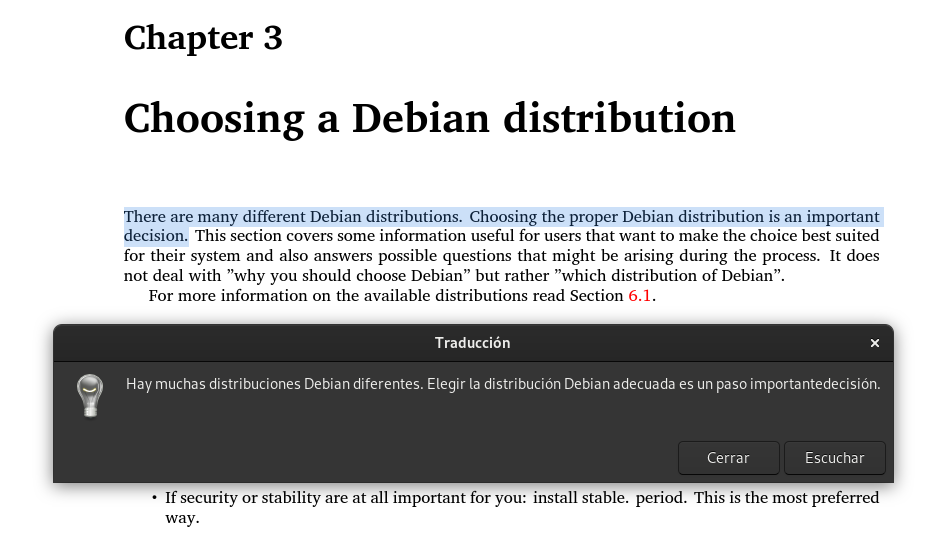 Chapter 3
Choosing a Debian distribution
There are many different Debian distributions. Choosing the proper Debian distribution is an important
decision. This section covers some information useful for users that want to make the choice best suited
for their system and also answers possible questions that might be arising during the process. It does
not deal with ”why you should choose Debian” but rather ”which distribution of Debian”.
For more information on the available distributions read Section 6.1.
Traducción
×
Hay muchas distribuciones Debian diferentes. Elegir la distribución Debian adecuada es un paso importantedecisión.
Cerrar Escuchar
• If security or stability are at all important for you: install stable. period. This is the most preferred
way.